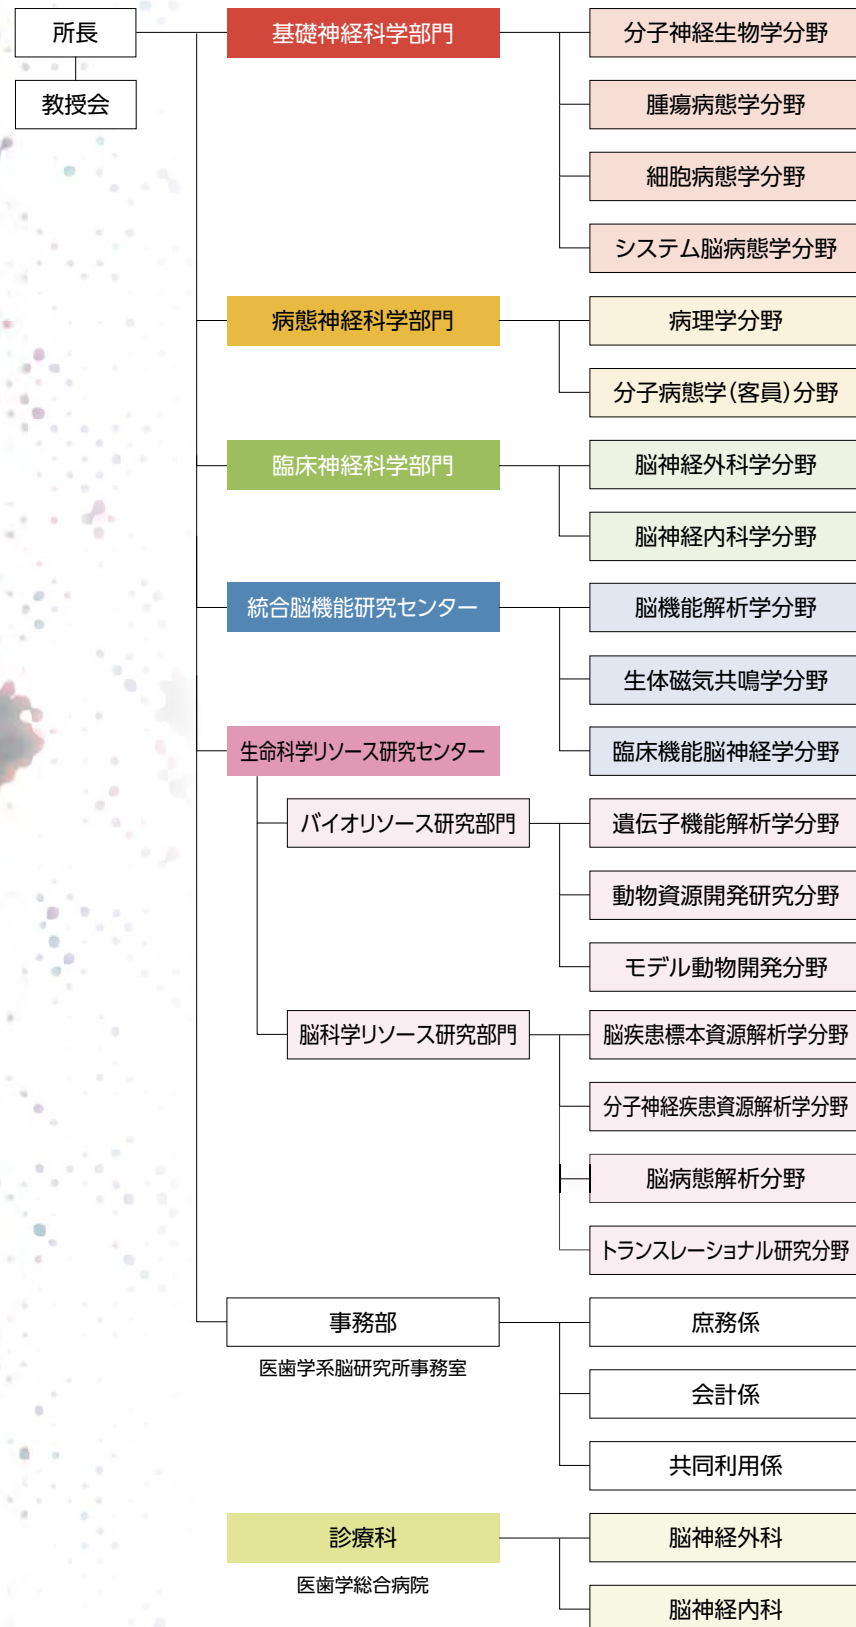 所長
教授会
基礎神経科学部門
分子神経生物学分野
腫瘍病態学分野
細胞病態学分野
システム脳病態学分野
病態神経科学部門
病理学分野
分子病態学(客員)分野
臨床神経科学部門
脳神経外科学分野
脳神経内科学分野
統合脳機能研究センター
脳機能解析学分野
生体磁気共鳴学分野
臨床機能脳神経学分野
生命科学リソース研究センター
バイオリソース研究部門
遺伝子機能解析学分野
動物資源開発研究分野
モデル動物開発分野
脳科学リソース研究部門
脳疾患標本資源解析学分野
分子神経疾患資源解析学分野
脳病態解析分野
トランスレーショナル研究分野
事務部
医歯学系脳研究所事務室
庶務係
会計係
共同利用係
診療科
医歯学総合病院
脳神経外科
脳神経内科